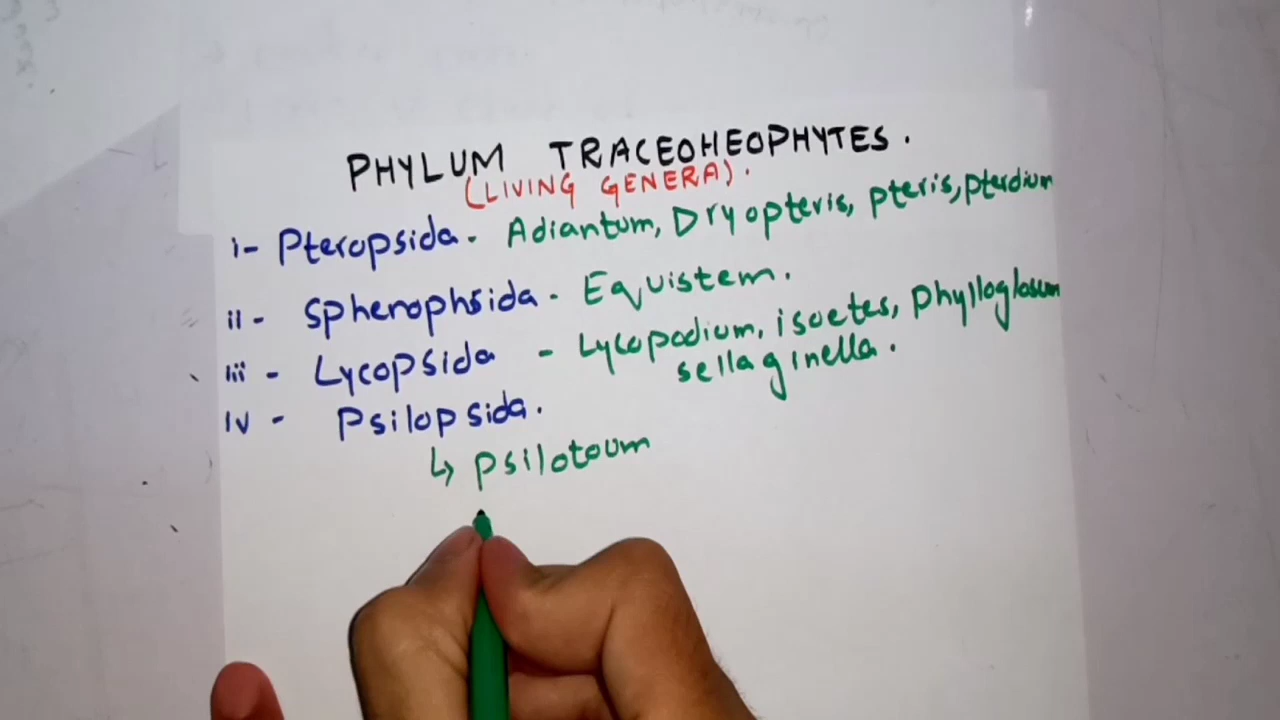 PHYLUM TRACEOHEOPHYTES.
(LIVING GENERA).
i- Pteropsida. Adiantum, Dryopteris, pteris, pterdium
ii- Sphenophsida. Equistem.
iii- Lycopsida - Lycopodium, isoetes, phylloglosum
sellaginella.
iv- Psilopsida.
↳ psilotoum